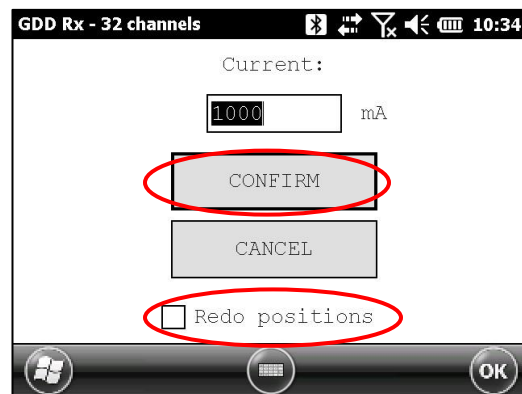 GDD Rx - 32 channels 10:34
Current:
1000 mA
CONFIRM
CANCEL
Redo positions
OK